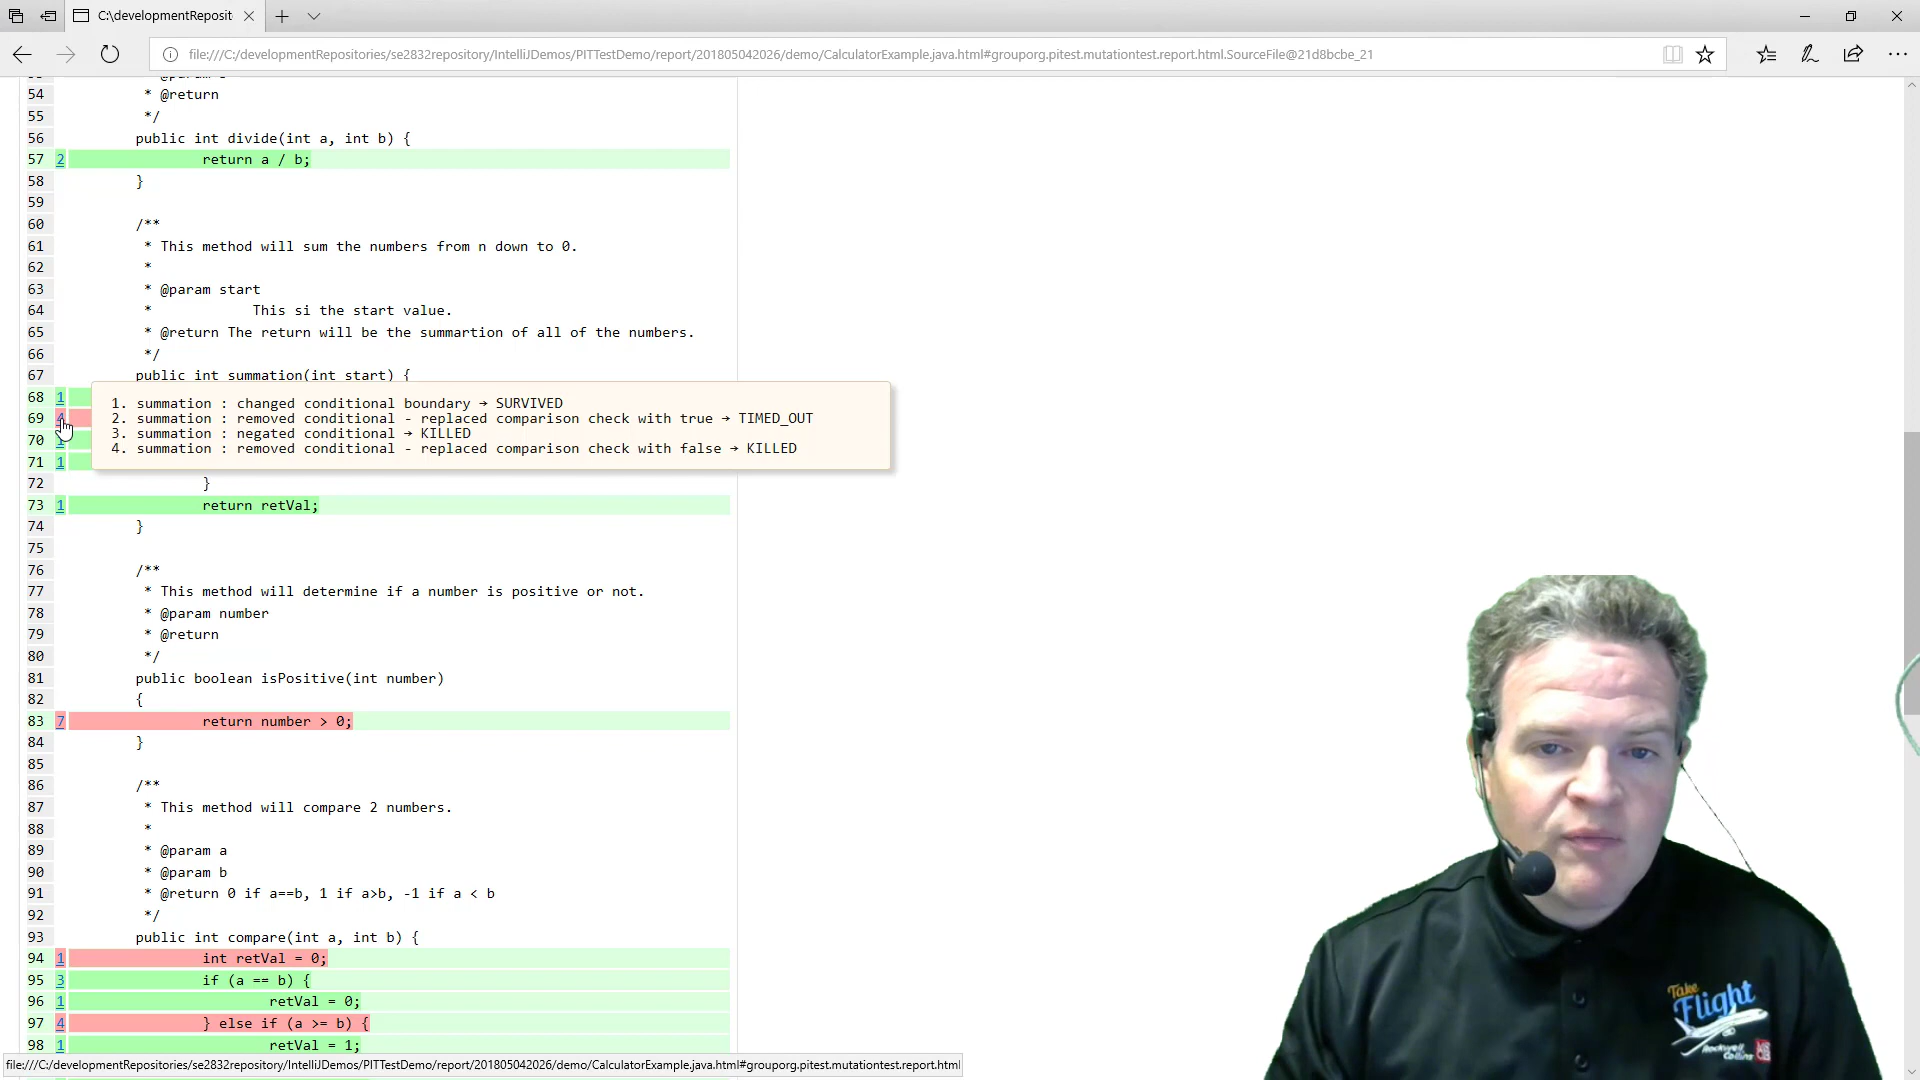 C:\developmentReposit
file:///C:/developmentRepositories/se2832repository/IntelliJDemos/PITTestDemo/report/201805042026/demo/CalculatorExample.java.html#grouporg.pitest.mutationtest.report.html.SourceFile@21d8bcbe_21
54 * @return
55 */
56 public int divide(int a, int b) {
57 2 return a / b;
58 }
59
60 /**
61 * This method will sum the numbers from n down to 0.
62 *
63 * @param start
64 * This si the start value.
65 * @return The return will be the summartion of all of the numbers.
66 */
67 public int summation(int start) {
68 1
69 4
70 1
71 1
1. summation : changed conditional boundary → SURVIVED
2. summation : removed conditional - replaced comparison check with true → TIMED_OUT
3. summation : negated conditional → KILLED
4. summation : removed conditional - replaced comparison check with false → KILLED
72 }
73 1 return retVal;
74 }
75
76 /**
77 * This method will determine if a number is positive or not.
78 * @param number
79 * @return
80 */
81 public boolean isPositive(int number)
82 {
83 7 return number > 0;
84 }
85
86 /**
87 * This method will compare 2 numbers.
88 *
89 * @param a
90 * @param b
91 * @return 0 if a==b, 1 if a>b, -1 if a < b
92 */
93 public int compare(int a, int b) {
94 1 int retVal = 0;
95 3 if (a == b) {
96 1 retVal = 0;
97 4 } else if (a >= b) {
98 1 retVal = 1;
file:///C:/developmentRepositories/se2832repository/IntelliJDemos/PITTestDemo/report/201805042026/demo/CalculatorExample.java.html#grouporg.pitest.mutationtest.report.html
Take
Flight
Rockwell
Collins